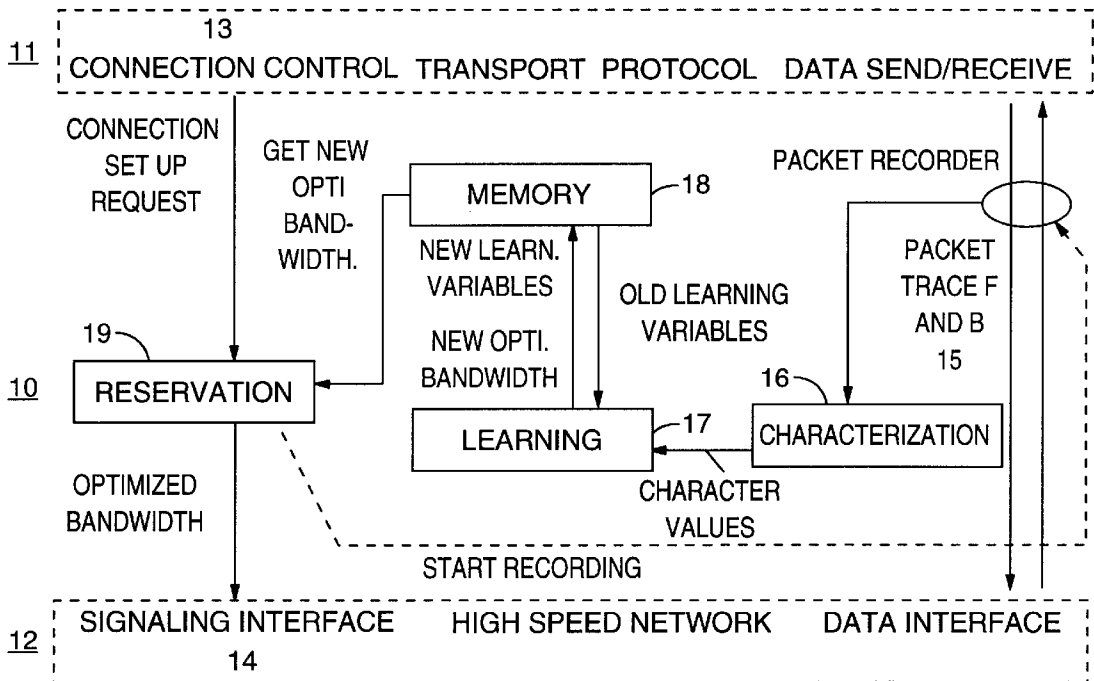 11
13
CONNECTION CONTROL TRANSPORT PROTOCOL DATA SEND/RECEIVE
CONNECTION
SET UP
REQUEST
GET NEW
OPTI
BAND-
WIDTH.
MEMORY
18
PACKET RECORDER
NEW LEARN.
VARIABLES
OLD LEARNING
VARIABLES
PACKET
TRACE F
AND B
15
NEW OPTI.
BANDWIDTH
10
19
RESERVATION
LEARNING
17
16
CHARACTERIZATION
CHARACTER
VALUES
OPTIMIZED
BANDWIDTH
START RECORDING
12
SIGNALING INTERFACE HIGH SPEED NETWORK DATA INTERFACE
14